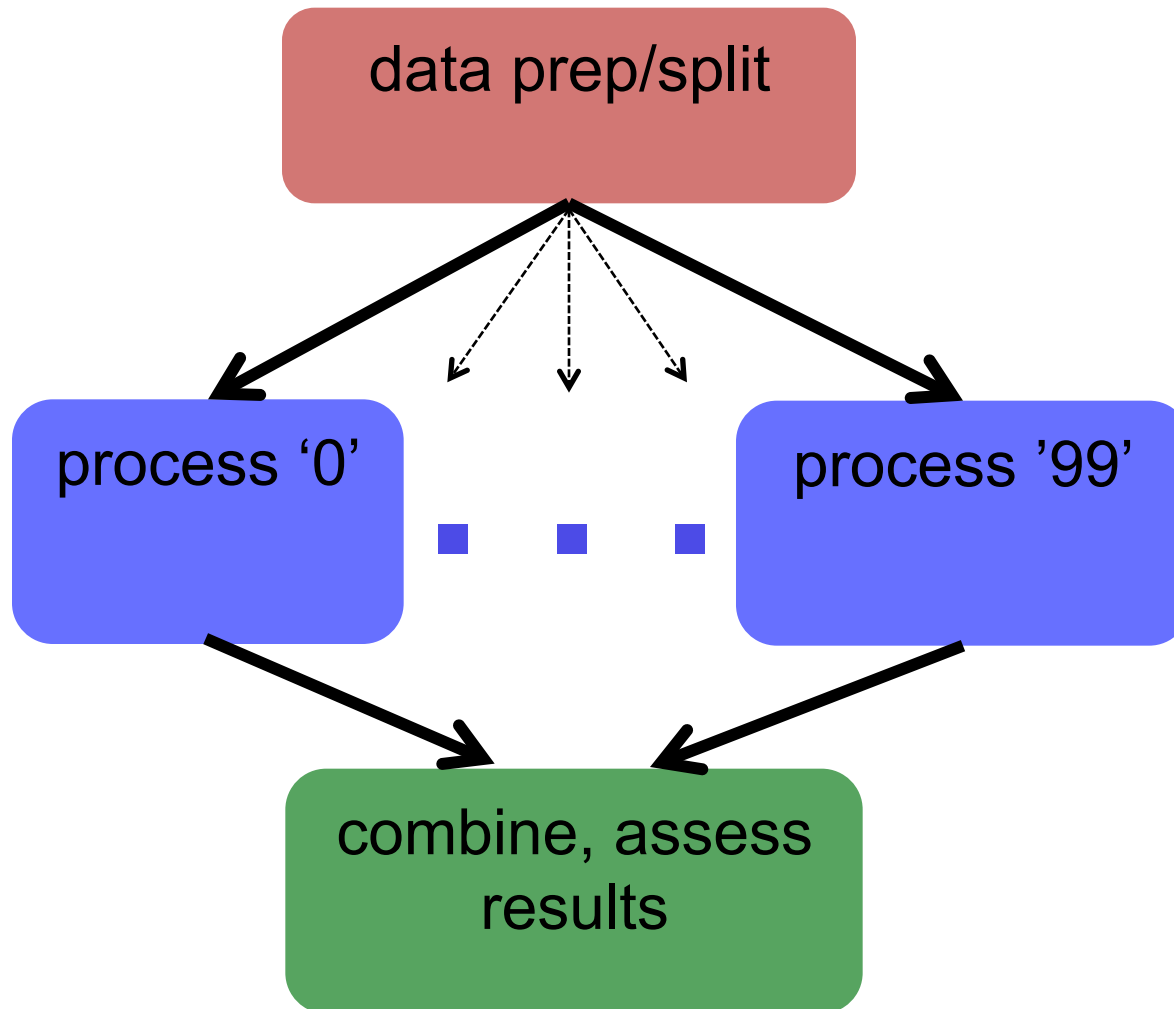 data prep/split
process ‘0’
process ’99’
combine, assess
results